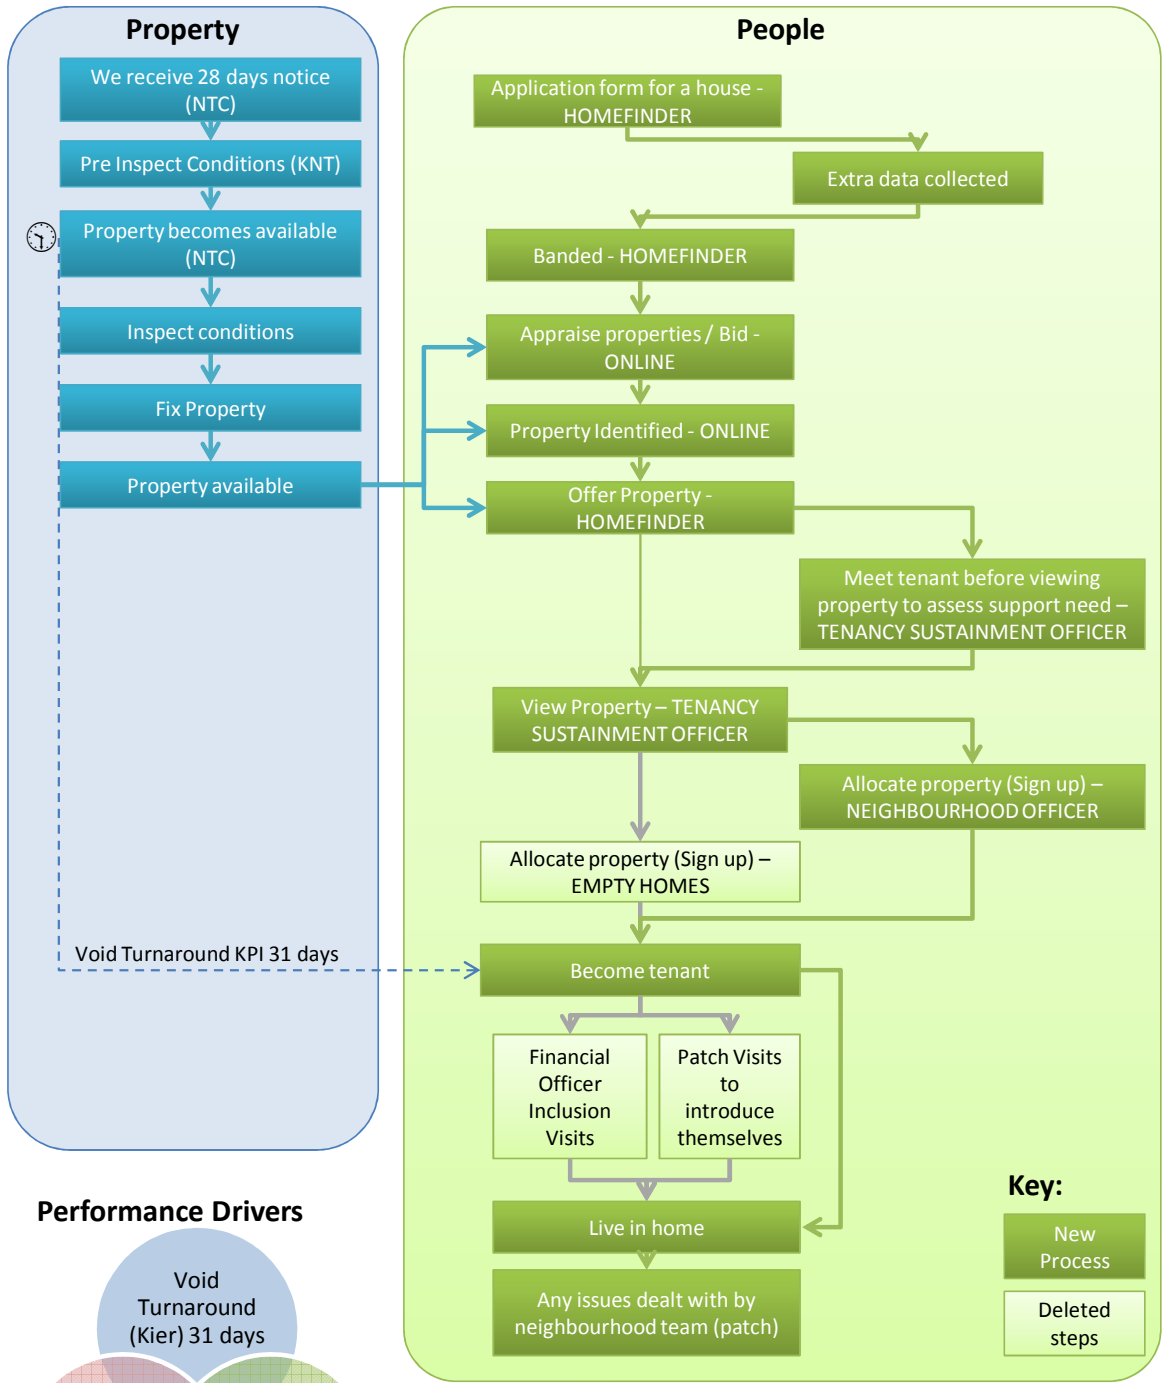 Property
We receive 28 days notice
(NTC)
Pre Inspect Conditions (KNT)
Property becomes available
(NTC)
Inspect conditions
Fix Property
Property available
People
Application form for a house -
HOMEFINDER
Extra data collected
Banded - HOMEFINDER
Appraise properties / Bid -
ONLINE
Property Identified - ONLINE
Offer Property -
HOMEFINDER
Meet tenant before viewing
property to assess support need –
TENANCY SUSTAINMENT OFFICER
View Property – TENANCY
SUSTAINMENT OFFICER
Allocate property (Sign up) –
NEIGHBOURHOOD OFFICER
Allocate property (Sign up) –
EMPTY HOMES
Void Turnaround KPI 31 days
Become tenant
Financial
Officer
Inclusion
Visits
Patch Visits
to
introduce
themselves
Live in home
Any issues dealt with by
neighbourhood team (patch)
Key:
New
Process
Deleted
steps
Performance Drivers
Void
Turnaround
(Kier) 31 days